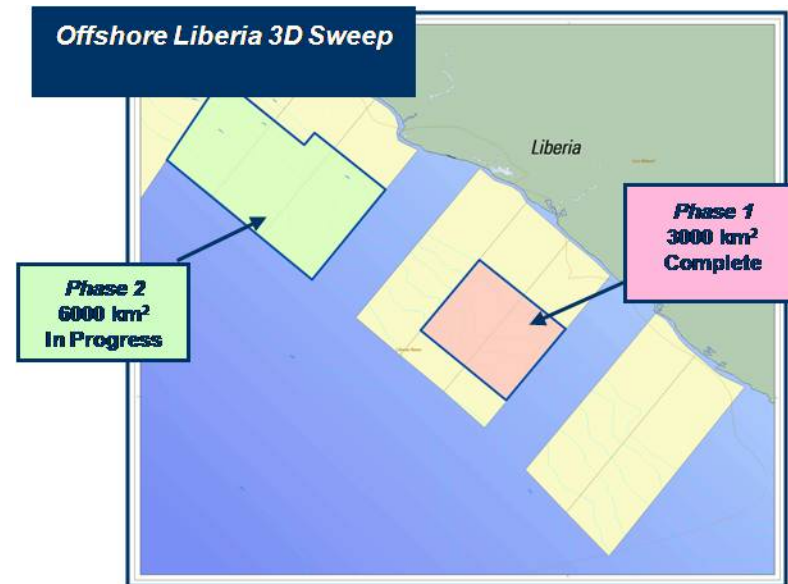 Offshore Liberia 3D Sweep
Liberia
Phase 1
3000 km²
Complete
Phase 2
6000 km²
In Progress